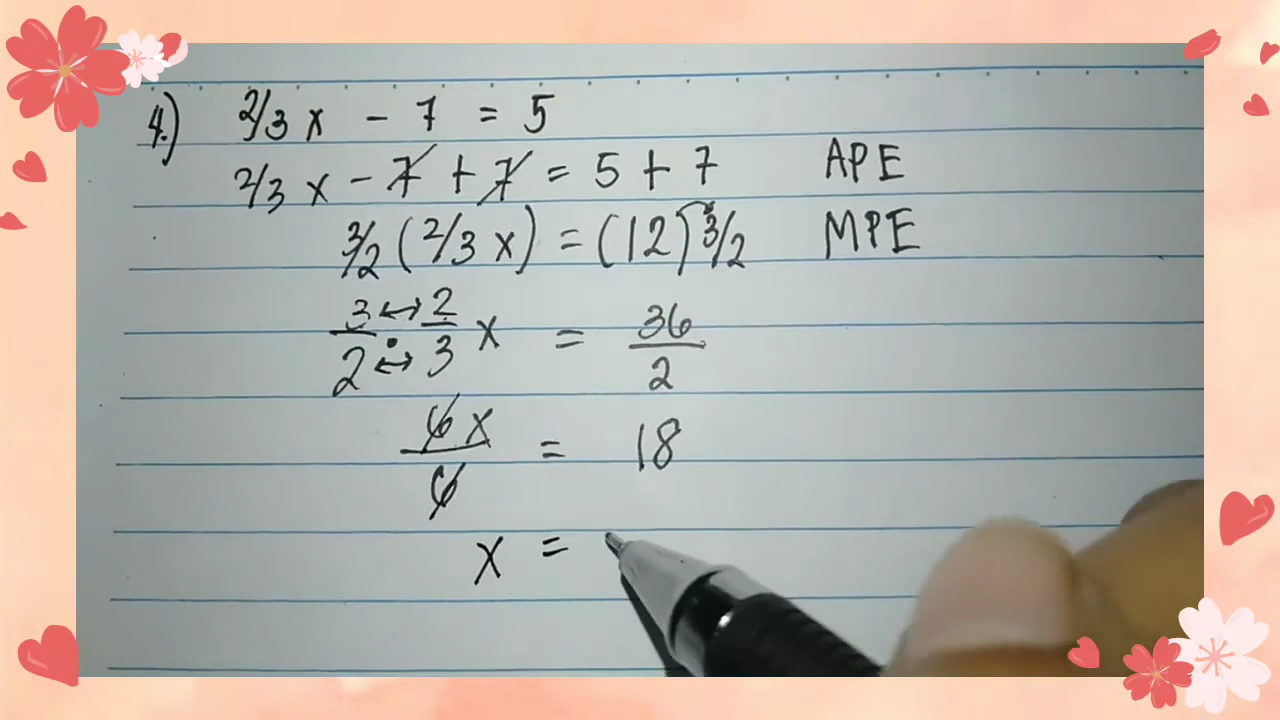 4.) 2/3 x - 7 = 5
2/3 x - 7 + 7 = 5 + 7 APE
3/2 (2/3 x) = (12) 3/2 MPE
3/2 • 2/3 x = 36/2
6x/6 = 18
x =